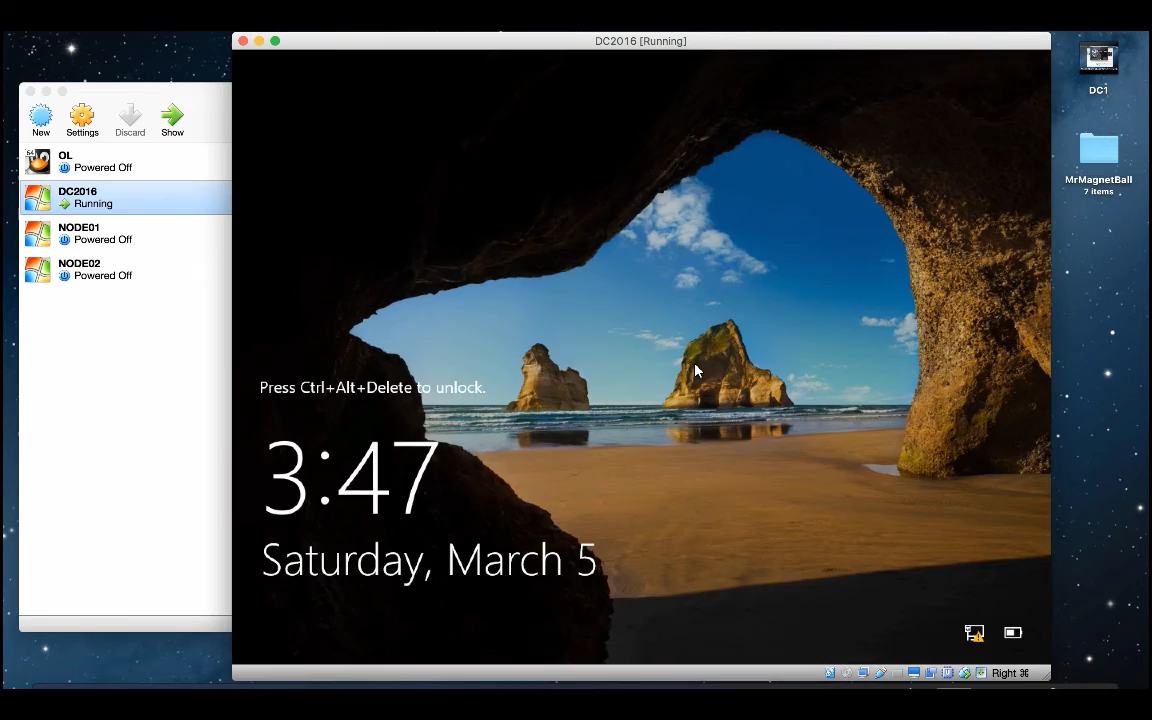 DC2016 [Running]
New
Settings
Discard
Show
64
OL
Powered Off
DC2016
Running
NODE01
Powered Off
NODE02
Powered Off
Press Ctrl+Alt+Delete to unlock.
3:47
Saturday, March 5
Right ⌘
DC1
MrMagnetBall
7 items